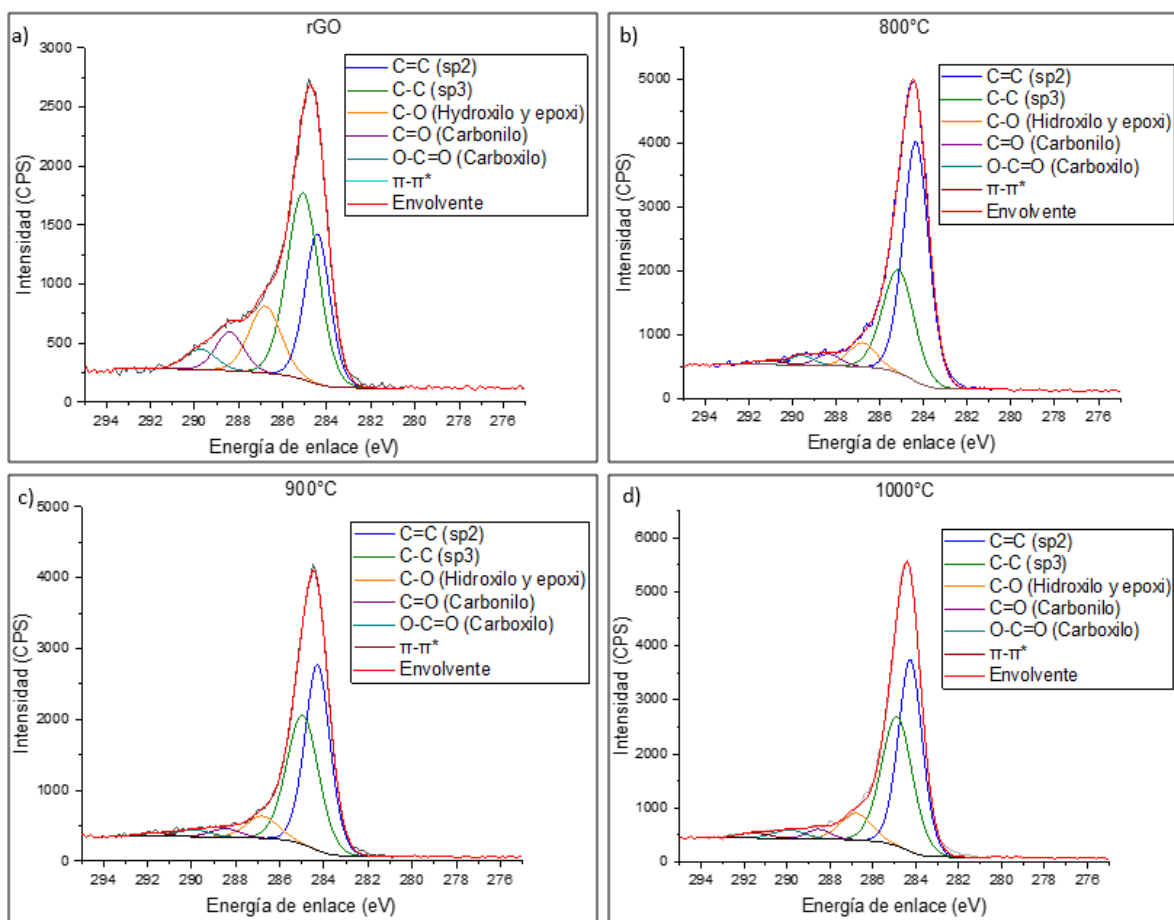 a)
rGO
3000
2500
2000
1500
1000
500
0
Intensidad (CPS)
C=C (sp2)
C-C (sp3)
C-O (Hydroxilo y epoxi)
C=O (Carbonilo)
O-C=O (Carboxilo)
π-π*
Envolvente
294 292 290 288 286 284 282 280 278 276
Energía de enlace (eV)
b)
800°C
5000
4000
3000
2000
1000
0
Intensidad (CPS)
C=C (sp2)
C-C (sp3)
C-O (Hidroxilo y epoxi)
C=O (Carbonilo)
O-C=O (Carboxilo)
π-π*
Envolvente
294 292 290 288 286 284 282 280 278 276
Energía de enlace (eV)
c)
900°C
5000
4000
3000
2000
1000
0
Intensidad (CPS)
C=C (sp2)
C-C (sp3)
C-O (Hidroxilo y epoxi)
C=O (Carbonilo)
O-C=O (Carboxilo)
π-π*
Envolvente
294 292 290 288 286 284 282 280 278 276
Energía de enlace (eV)
d)
1000°C
6000
5000
4000
3000
2000
1000
0
Intensidad (CPS)
C=C (sp2)
C-C (sp3)
C-O (Hidroxilo y epoxi)
C=O (Carbonilo)
O-C=O (Carboxilo)
π-π*
Envolvente
294 292 290 288 286 284 282 280 278 276
Energía de enlace (eV)